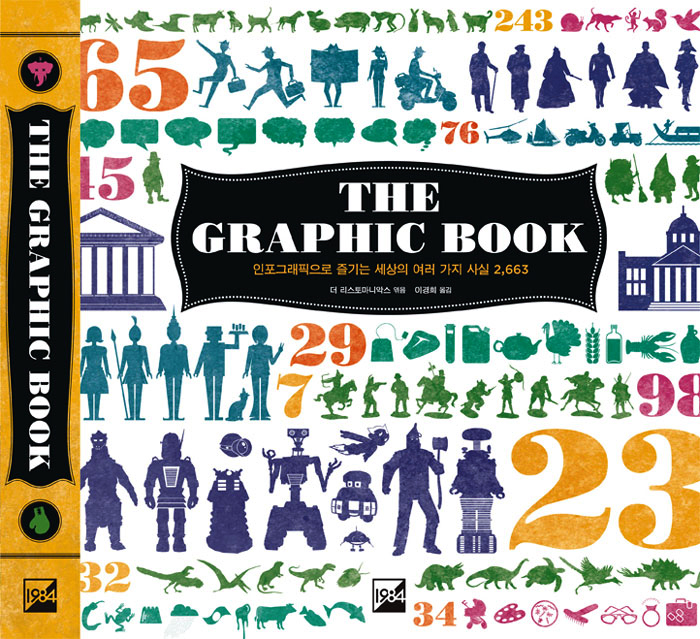 THE GRAPHIC BOOK
1984
243
65
76
45
THE
GRAPHIC BOOK
인포그래픽으로 즐기는 세상의 여러 가지 사실 2,663
더 리스토마니악스 엮음 이경희 옮김
29
7
98
23
32
1984
34